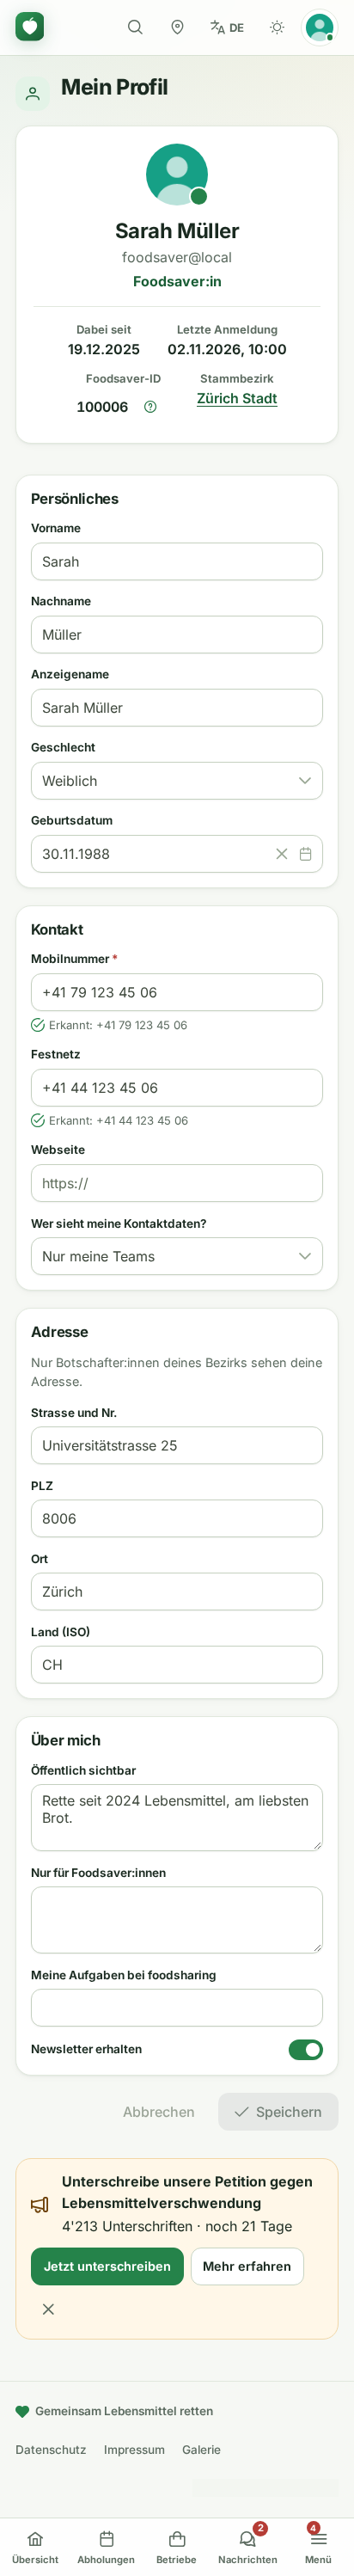 DE
Mein Profil
Sarah Müller
foodsaver@local
Foodsaver:in
Dabei seit
19.12.2025
Letzte Anmeldung
02.11.2026, 10:00
Foodsaver-ID
100006
Stammbezirk
Zürich Stadt
Persönliches
Vorname
Sarah
Nachname
Müller
Anzeigename
Sarah Müller
Geschlecht
Weiblich
Geburtsdatum
30.11.1988
Kontakt
Mobilnummer *
+41 79 123 45 06
Erkannt: +41 79 123 45 06
Festnetz
+41 44 123 45 06
Erkannt: +41 44 123 45 06
Webseite
https://
Wer sieht meine Kontaktdaten?
Nur meine Teams
Adresse
Nur Botschafter:innen deines Bezirks sehen deine
Adresse.
Strasse und Nr.
Universitätstrasse 25
PLZ
8006
Ort
Zürich
Land (ISO)
CH
Über mich
Öffentlich sichtbar
Rette seit 2024 Lebensmittel, am liebsten
Brot.
Nur für Foodsaver:innen
Meine Aufgaben bei foodsharing
Newsletter erhalten
Abbrechen
Speichern
Unterschreibe unsere Petition gegen
Lebensmittelverschwendung
4'213 Unterschriften · noch 21 Tage
Jetzt unterschreiben
Mehr erfahren
Gemeinsam Lebensmittel retten
Datenschutz
Impressum
Galerie
Übersicht
Abholungen
Betriebe
2
Nachrichten
4
Menü